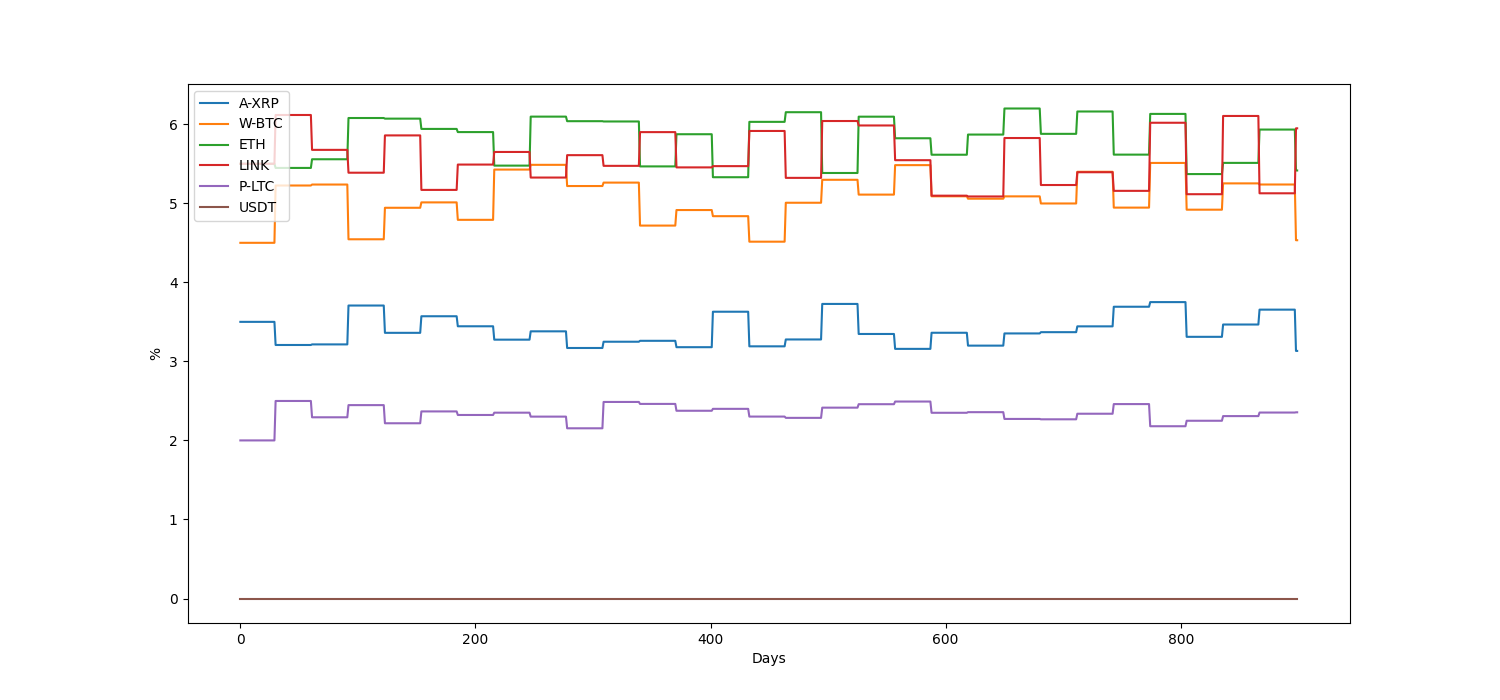 A-XRP
W-BTC
ETH
LINK
P-LTC
USDT
%
6
5
4
3
2
1
0
0 200 400 600 800
Days